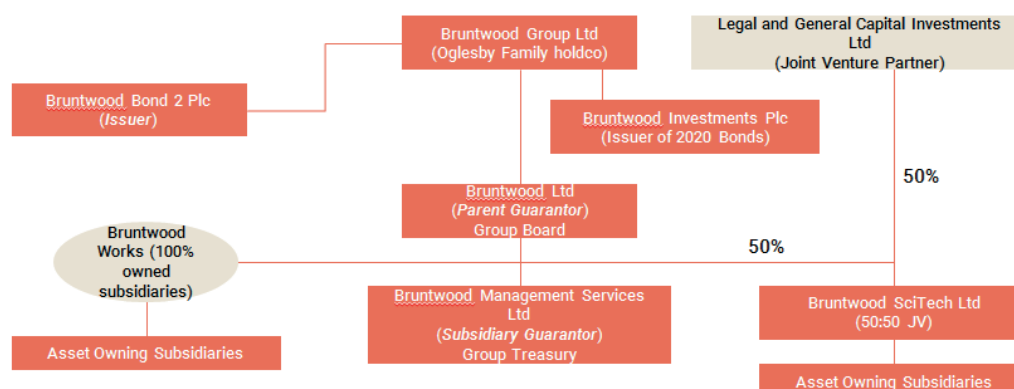 Bruntwood Group Ltd
(Oglesby Family holdco)
Legal and General Capital Investments
Ltd
(Joint Venture Partner)
Bruntwood Bond 2 Plc
(Issuer)
Bruntwood Investments Plc
(Issuer of 2020 Bonds)
50%
Bruntwood Ltd
(Parent Guarantor)
Group Board
Bruntwood
Works (100%
owned
subsidiaries)
50%
Bruntwood Management Services
Ltd
(Subsidiary Guarantor)
Group Treasury
Bruntwood SciTech Ltd
(50:50 JV)
Asset Owning Subsidiaries
Asset Owning Subsidiaries